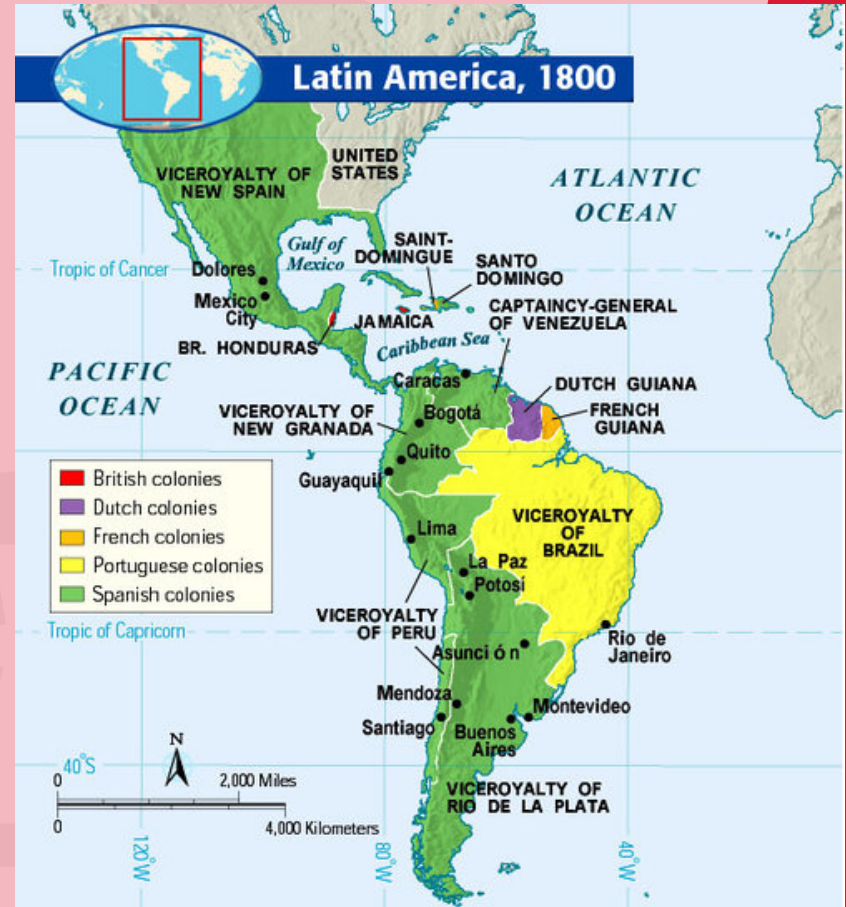 Latin America, 1800
UNITED
STATES
VICEROYALTY OF
NEW SPAIN
ATLANTIC
OCEAN
Gulf of
Mexico
SAINT-
DOMINGUE
SANTO
DOMINGO
Tropic of Cancer
Dolores
Mexico
City
CAPTAINCY-GENERAL
OF VENEZUELA
JAMAICA
BR. HONDURAS
Caribbean Sea
PACIFIC
OCEAN
Caracas
DUTCH GUIANA
FRENCH
GUIANA
VICEROYALTY OF
NEW GRANADA
Bogotá
Quito
Guayaquil
British colonies
Dutch colonies
French colonies
Portuguese colonies
Spanish colonies
VICEROYALTY
OF
BRAZIL
Lima
La Paz
Potosí
VICEROYALTY
OF PERU
Tropic of Capricorn
Asunci ó n
Rio de
Janeiro
Mendoza
Santiago
Montevideo
Buenos
Aires
N
40°S
0
2,000 Miles
0
4,000 Kilometers
VICEROYALTY OF
RIO DE LA PLATA
120°W
80°W
40°W